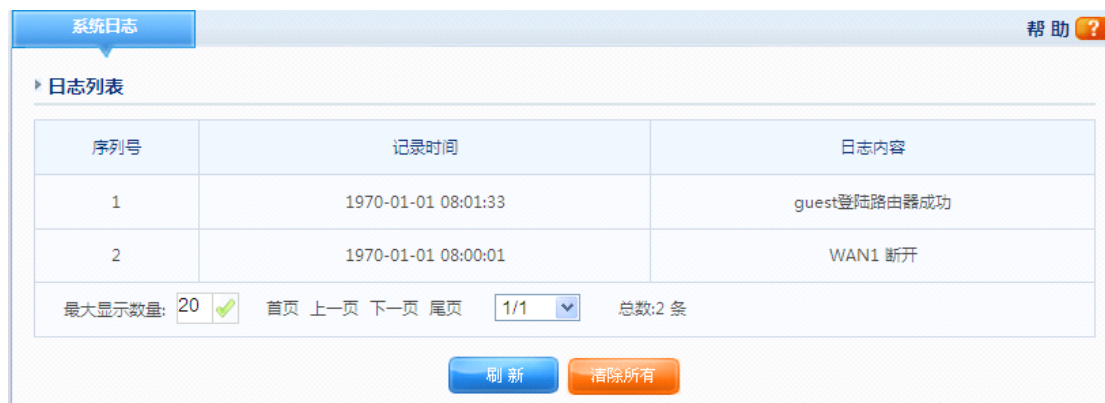 系统日志
帮 助 ?
日志列表
序列号 记录时间 日志内容
1 1970-01-01 08:01:33 guest登陆路由器成功
2 1970-01-01 08:00:01 WAN1 断开
最大显示数量: 20 首页 上一页 下一页 尾页 1/1 总数:2 条
刷 新 清除所有